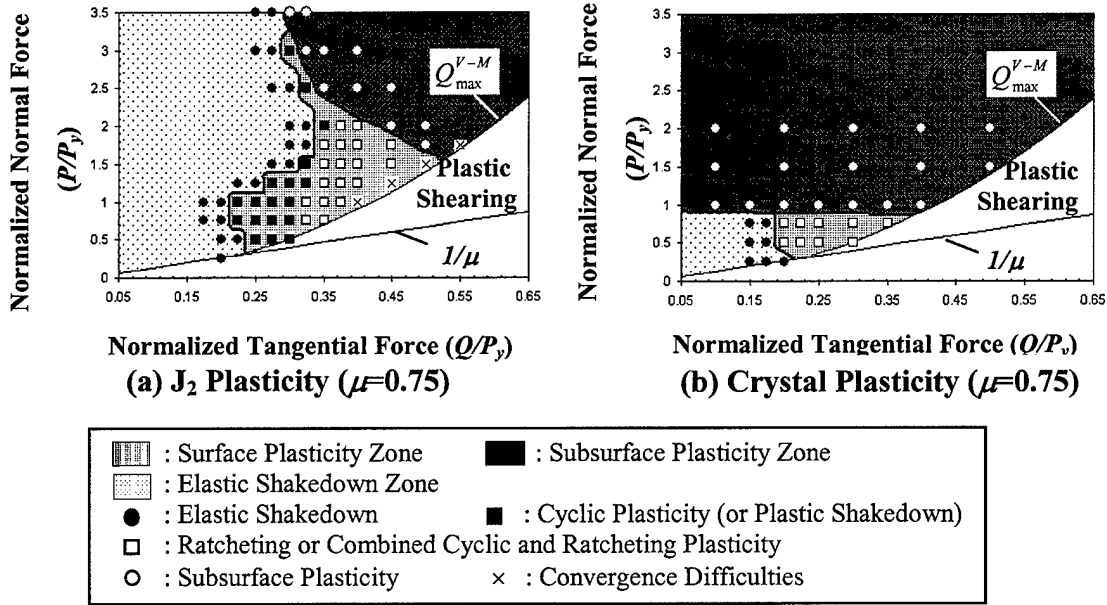 Normalized Normal Force
(P/Py)
3.5
3
2.5
2
1.5
1
0.5
0
Q max V-M
Plastic
Shearing
1/μ
0.05 0.15 0.25 0.35 0.45 0.55 0.65
Normalized Tangential Force (Q/Py)
(a) J2 Plasticity (μ=0.75)
Normalized Normal Force
(P/Py)
3.5
3
2.5
2
1.5
1
0.5
0
Q max V-M
Plastic
Shearing
1/μ
0.05 0.15 0.25 0.35 0.45 0.55 0.65
Normalized Tangential Force (Q/Py)
(b) Crystal Plasticity (μ=0.75)
: Surface Plasticity Zone : Subsurface Plasticity Zone
: Elastic Shakedown Zone
: Elastic Shakedown : Cyclic Plasticity (or Plastic Shakedown)
: Ratcheting or Combined Cyclic and Ratcheting Plasticity
: Subsurface Plasticity : Convergence Difficulties